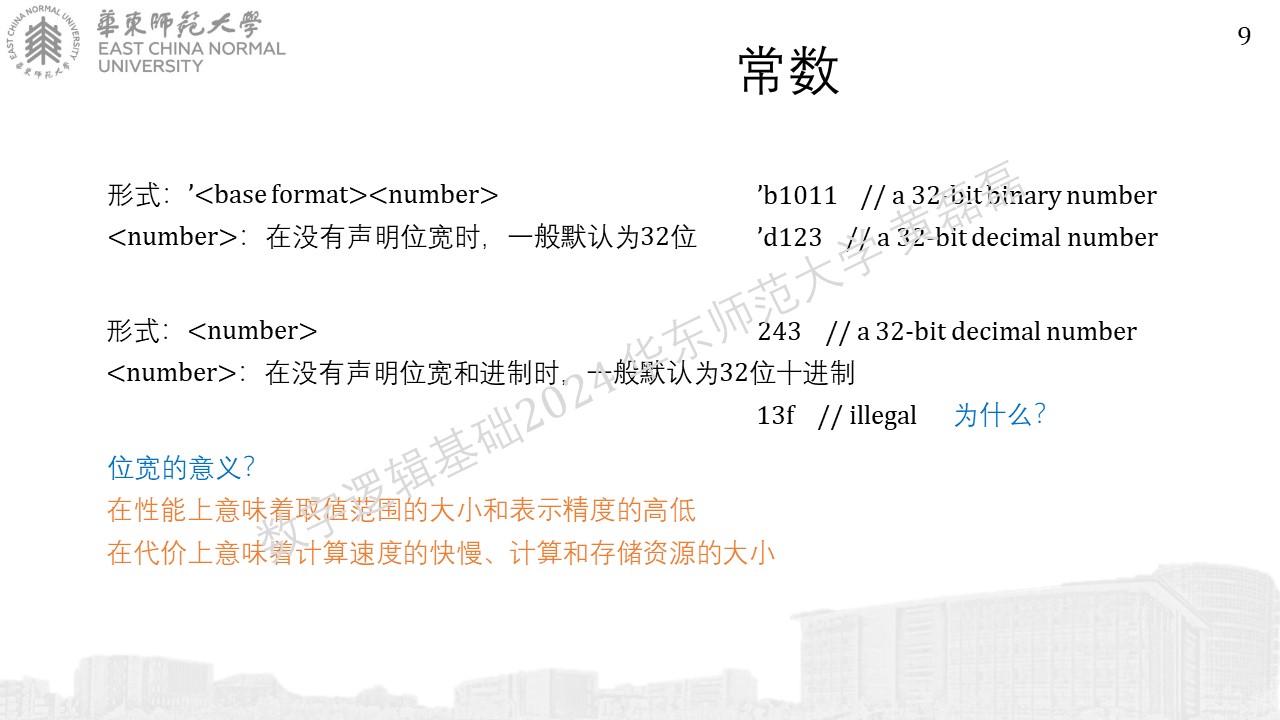 華東師範大學
EAST CHINA NORMAL
UNIVERSITY
EAST CHINA NORMAL UNIVERSITY
華東师范大学
9
常数
形式：’<base format><number>
’b1011 // a 32-bit binary number
<number>：在没有声明位宽时，一般默认为32位
’d123 // a 32-bit decimal number
形式：<number>
243 // a 32-bit decimal number
<number>：在没有声明位宽和进制时，一般默认为32位十进制
13f // illegal 为什么？
位宽的意义？
在性能上意味着取值范围的大小和表示精度的高低
在代价上意味着计算速度的快慢、计算和存储资源的大小
数字逻辑基础2024 华东师范大学 黄磊磊